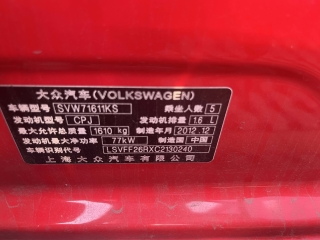 大众汽车(VOLKSWAGEN)
车辆型号 SVW71611KS 乘坐人数 5
发动机型号 CPJ 发动机排量 1.6 L
最大允许总质量 1610 kg 制造年月 2012.12
发动机最大净功率 77kW 制造国 中国
车辆识别代号 LSVFF26RXC2130240
上海大众汽车有限公司